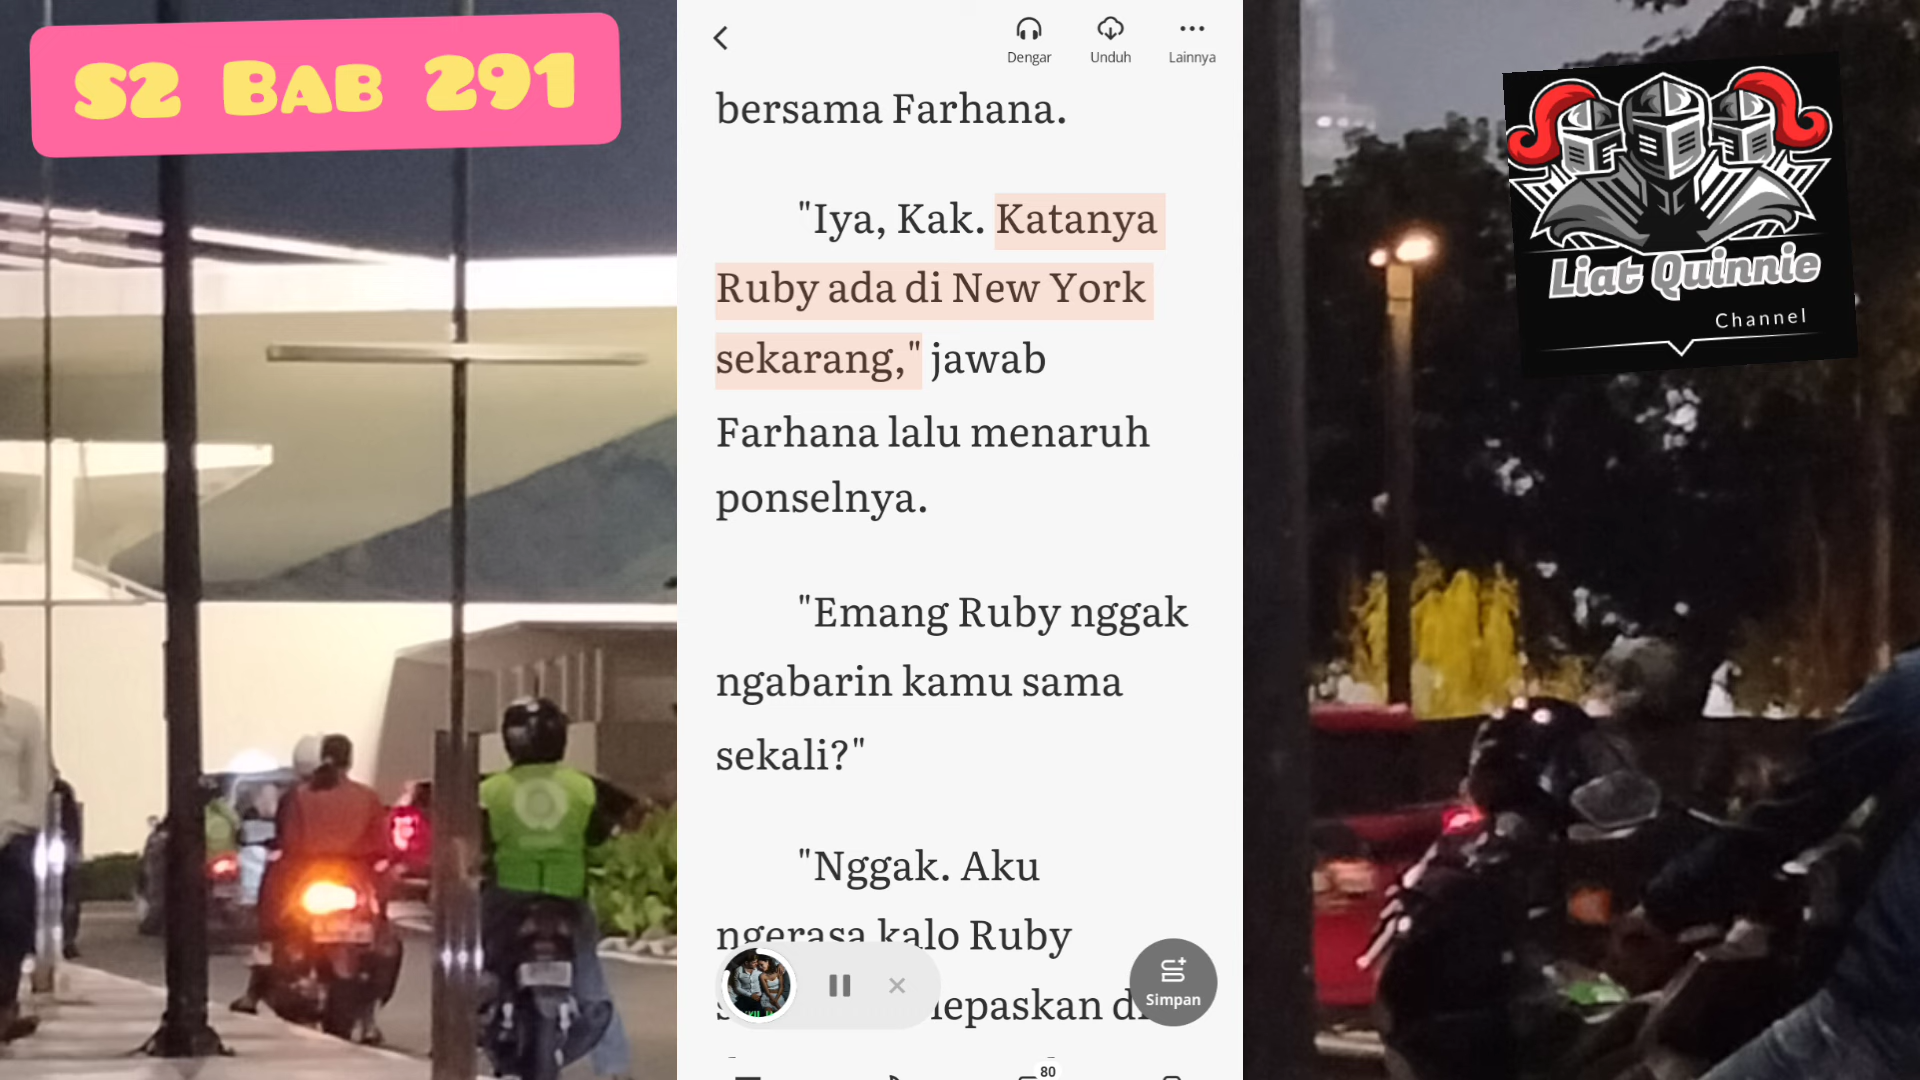 S2 BAB 291
Dengar
Unduh
Lainnya
bersama Farhana.
"Iya, Kak. Katanya
Ruby ada di New York
sekarang," jawab
Farhana lalu menaruh
ponselnya.
"Emang Ruby nggak
ngabarin kamu sama
sekali?"
"Nggak. Aku
ngerasa kalo Ruby
lepaskan
Simpan
80
Liat Quinnie
Channel